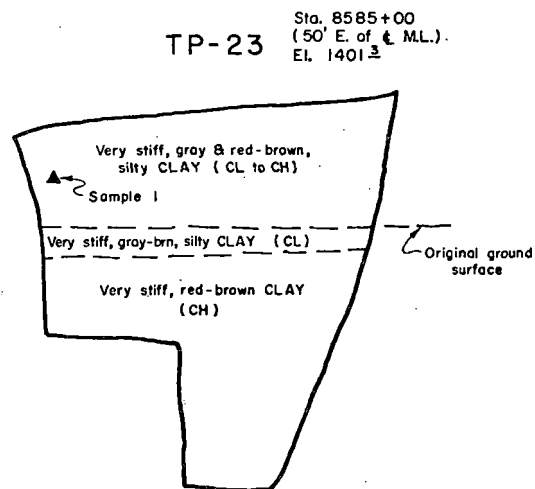 TP-23
Sta. 8585+00
(50' E. of ℄ M.L.).
El. 1401 3
Very stiff, gray & red-brown,
silty CLAY (CL to CH)
Sample 1
Very stiff, gray-brn, silty CLAY (CL)
Original ground
surface
Very stiff, red-brown CLAY
(CH)